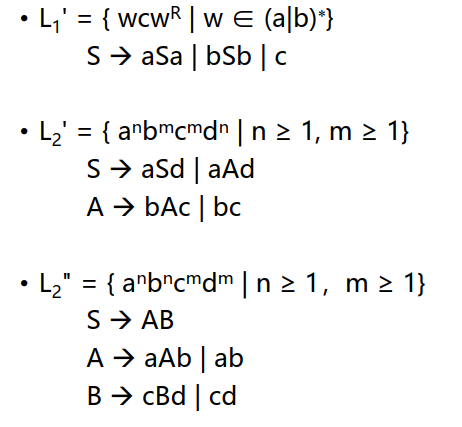 • L₁' = { wcwᴿ | w ∈ (a|b)*}
S → aSa | bSb | c
• L₂' = { aⁿbᵐcᵐdⁿ | n ≥ 1, m ≥ 1}
S → aSd | aAd
A → bAc | bc
• L₂" = { aⁿbⁿcᵐdᵐ | n ≥ 1, m ≥ 1}
S → AB
A → aAb | ab
B → cBd | cd